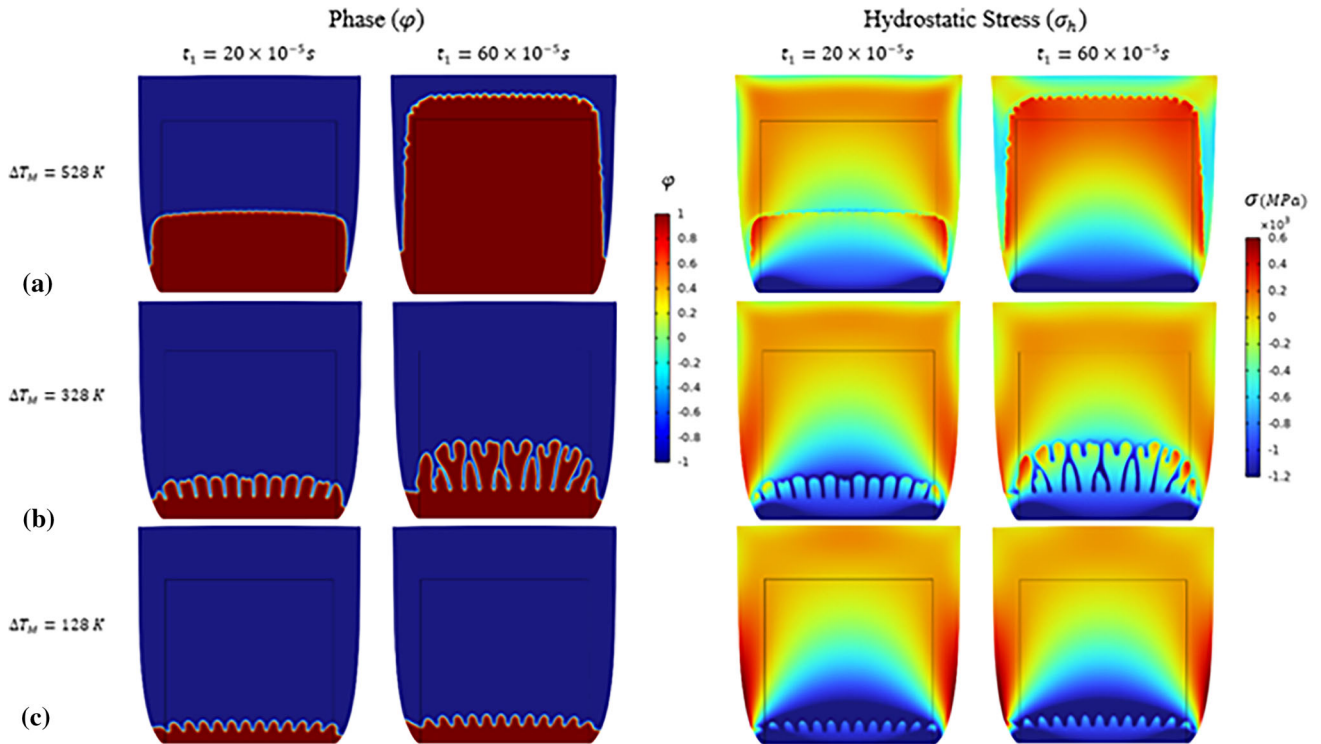 Phase (φ)
Hydrostatic Stress (σₕ)
t₁ = 20 × 10⁻⁵s
t₁ = 60 × 10⁻⁵s
t₁ = 20 × 10⁻⁵s
t₁ = 60 × 10⁻⁵s
ΔT_M = 528 K
(a)
ΔT_M = 328 K
(b)
ΔT_M = 128 K
(c)
φ
1
0.8
0.6
0.4
0.2
0
-0.2
-0.4
-0.6
-0.8
-1
σ(MPa)
×10³
0.6
0.4
0.2
0
-0.2
-0.4
-0.6
-0.8
-1
-1.2